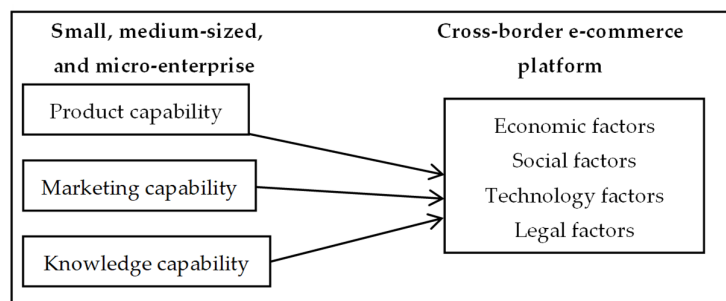 Small, medium-sized,
and micro-enterprise
Product capability
Marketing capability
Knowledge capability
Cross-border e-commerce
platform
Economic factors
Social factors
Technology factors
Legal factors